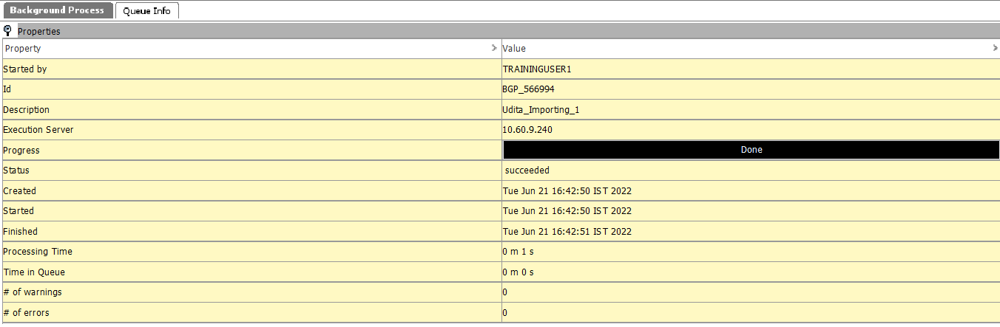 Background Process Queue Info
Properties
Property Value
Started by TRAININGUSER1
Id BGP_566994
Description Udita_Importing_1
Execution Server 10.60.9.240
Progress Done
Status succeeded
Created Tue Jun 21 16:42:50 IST 2022
Started Tue Jun 21 16:42:50 IST 2022
Finished Tue Jun 21 16:42:51 IST 2022
Processing Time 0 m 1 s
Time in Queue 0 m 0 s
# of warnings 0
# of errors 0